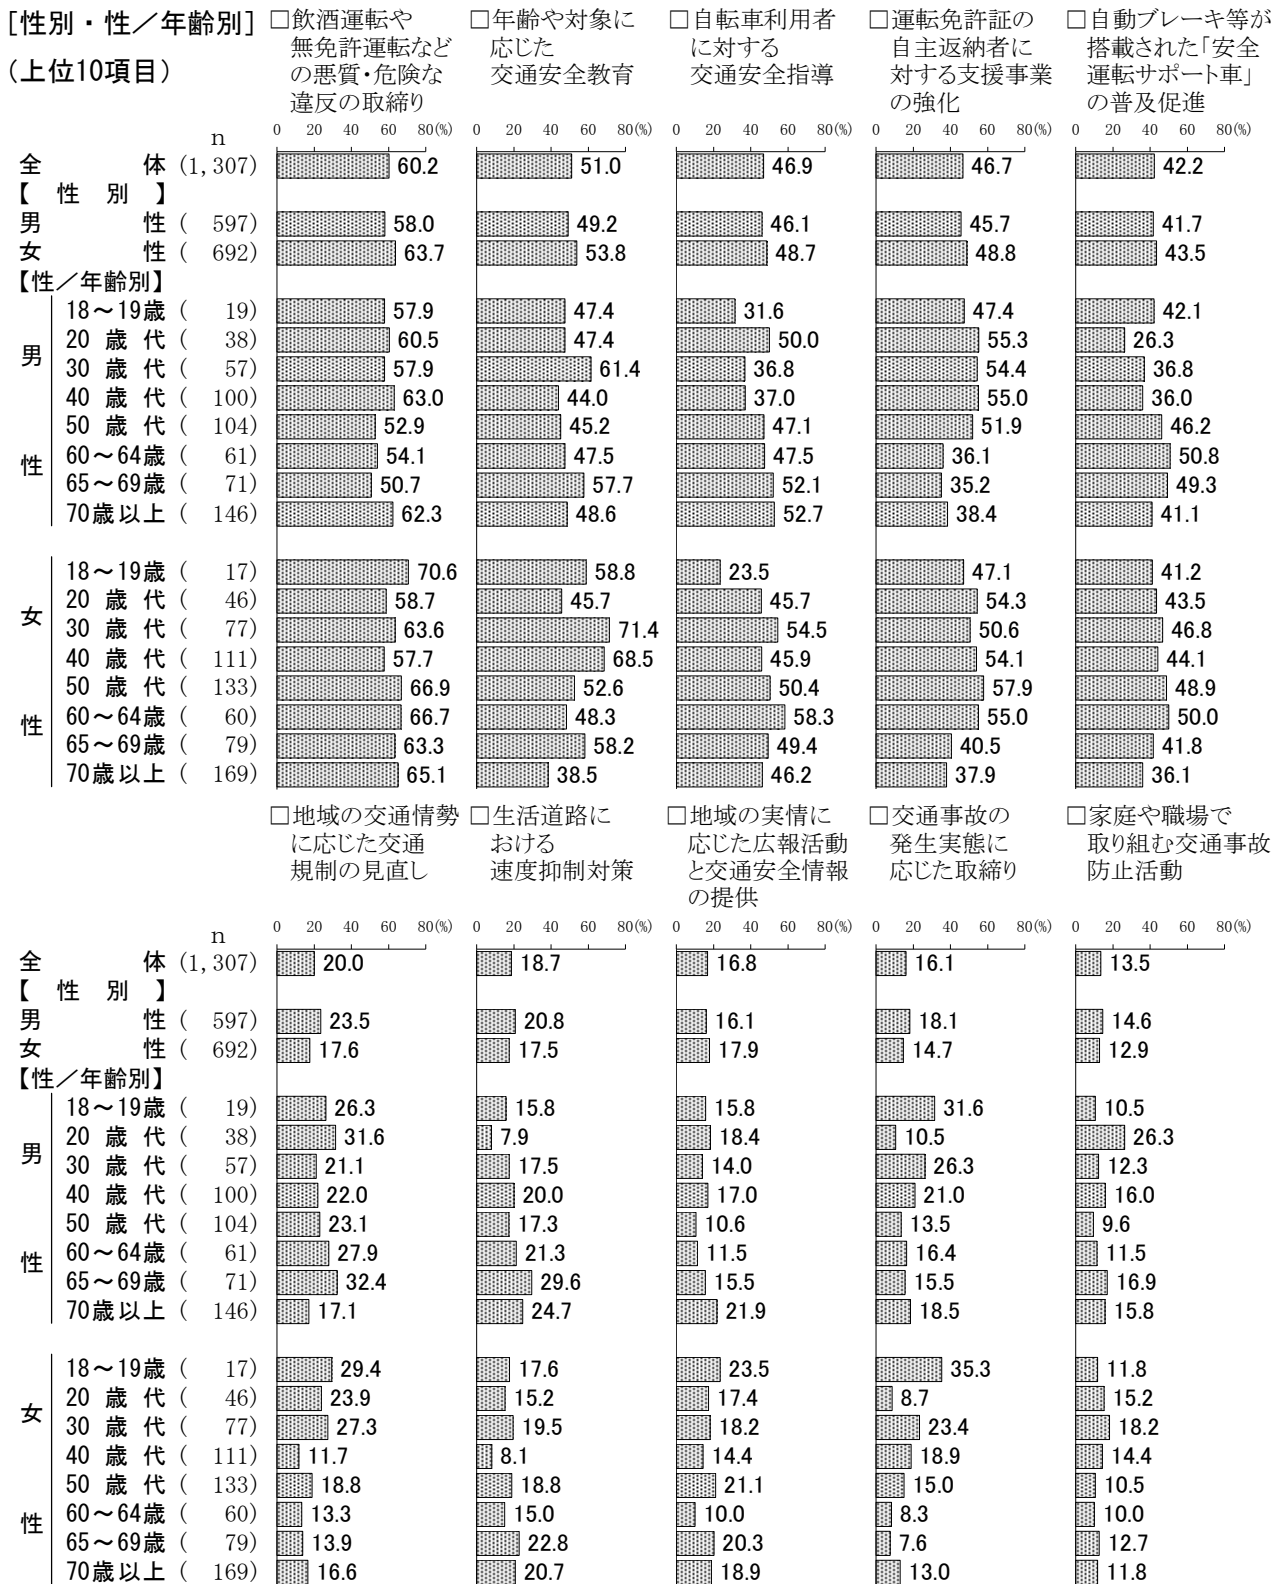 [性別・性／年齢別]
（上位10項目）
□飲酒運転や
無免許運転など
の悪質・危険な
違反の取締り
□年齢や対象に
応じた
交通安全教育
□自転車利用者
に対する
交通安全指導
□運転免許証の
自主返納者に
対する支援事業
の強化
□自動ブレーキ等が
搭載された「安全
運転サポート車」
の普及促進
n 0 20 40 60 80(%) 0 20 40 60 80(%) 0 20 40 60 80(%) 0 20 40 60 80(%) 0 20 40 60 80(%)
全体 (1,307) 60.2 51.0 46.9 46.7 42.2
【性別】
男性 (597) 58.0 49.2 46.1 45.7 41.7
女性 (692) 63.7 53.8 48.7 48.8 43.5
【性／年齢別】
男性
18～19歳 (19) 57.9 47.4 31.6 47.4 42.1
20歳代 (38) 60.5 47.4 50.0 55.3 26.3
30歳代 (57) 57.9 61.4 36.8 54.4 36.8
40歳代 (100) 63.0 44.0 37.0 55.0 36.0
50歳代 (104) 52.9 45.2 47.1 51.9 46.2
60～64歳 (61) 54.1 47.5 47.5 36.1 50.8
65～69歳 (71) 50.7 57.7 52.1 35.2 49.3
70歳以上 (146) 62.3 48.6 52.7 38.4 41.1
女性
18～19歳 (17) 70.6 58.8 23.5 47.1 41.2
20歳代 (46) 58.7 45.7 45.7 54.3 43.5
30歳代 (77) 63.6 71.4 54.5 50.6 46.8
40歳代 (111) 57.7 68.5 45.9 54.1 44.1
50歳代 (133) 66.9 52.6 50.4 57.9 48.9
60～64歳 (60) 66.7 48.3 58.3 55.0 50.0
65～69歳 (79) 63.3 58.2 49.4 40.5 41.8
70歳以上 (169) 65.1 38.5 46.2 37.9 36.1
□地域の交通情勢
に応じた交通
規制の見直し
□生活道路に
おける
速度抑制対策
□地域の実情に
応じた広報活動
と交通安全情報
の提供
□交通事故の
発生実態に
応じた取締り
□家庭や職場で
取り組む交通事故
防止活動
n 0 20 40 60 80(%) 0 20 40 60 80(%) 0 20 40 60 80(%) 0 20 40 60 80(%) 0 20 40 60 80(%)
全体 (1,307) 20.0 18.7 16.8 16.1 13.5
【性別】
男性 (597) 23.5 20.8 16.1 18.1 14.6
女性 (692) 17.6 17.5 17.9 14.7 12.9
【性／年齢別】
男性
18～19歳 (19) 26.3 15.8 15.8 31.6 10.5
20歳代 (38) 31.6 7.9 18.4 10.5 26.3
30歳代 (57) 21.1 17.5 14.0 26.3 12.3
40歳代 (100) 22.0 20.0 17.0 21.0 16.0
50歳代 (104) 23.1 17.3 10.6 13.5 9.6
60～64歳 (61) 27.9 21.3 11.5 16.4 11.5
65～69歳 (71) 32.4 29.6 15.5 15.5 16.9
70歳以上 (146) 17.1 24.7 21.9 18.5 15.8
女性
18～19歳 (17) 29.4 17.6 23.5 35.3 11.8
20歳代 (46) 23.9 15.2 17.4 8.7 15.2
30歳代 (77) 27.3 19.5 18.2 23.4 18.2
40歳代 (111) 11.7 8.1 14.4 18.9 14.4
50歳代 (133) 18.8 18.8 21.1 15.0 10.5
60～64歳 (60) 13.3 15.0 10.0 8.3 10.0
65～69歳 (79) 13.9 22.8 20.3 7.6 12.7
70歳以上 (169) 16.6 20.7 18.9 13.0 11.8